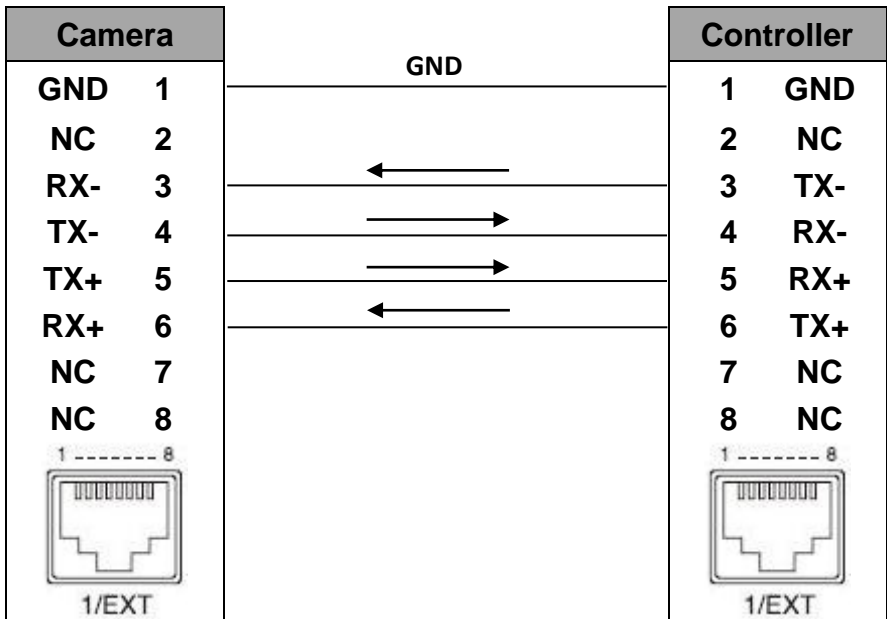 Camera Controller
GND
GND 1 1 GND
NC 2 2 NC
RX- 3 3 TX-
TX- 4 4 RX-
TX+ 5 5 RX+
RX+ 6 6 TX+
NC 7 7 NC
NC 8 8 NC
1 ------- 8 1 ------- 8
1/EXT 1/EXT